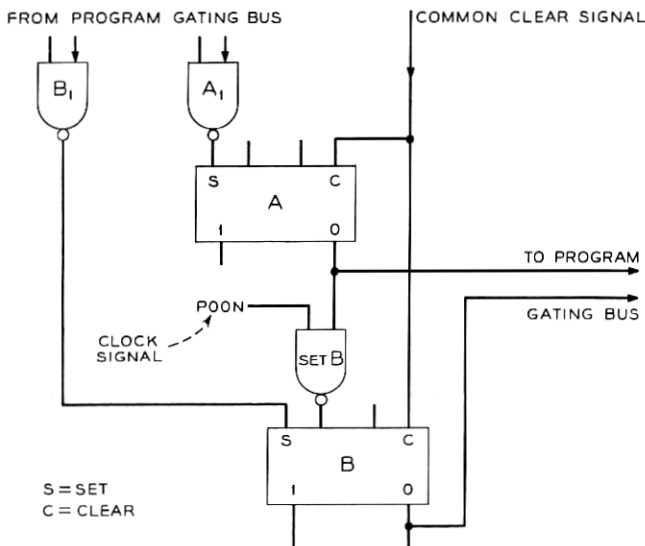 FROM PROGRAM GATING BUS
COMMON CLEAR SIGNAL
B1
A1
S C
A
1 0
TO PROGRAM
GATING BUS
POON
CLOCK
SIGNAL
SET B
S C
B
1 0
S = SET
C = CLEAR